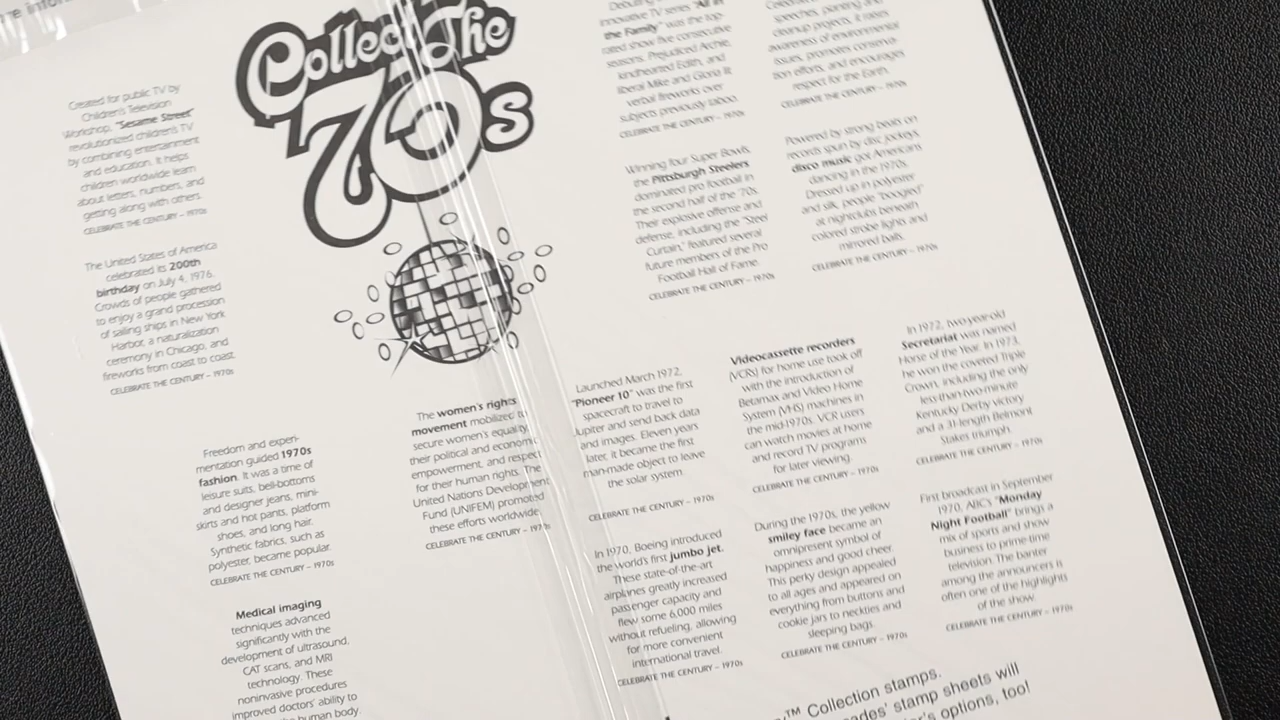 Collect The
70s
Created for public TV by
Children's Television
Workshop, "Sesame Street"
revolutionized children's TV
by combining entertainment
and education. It helps
children worldwide learn
about letters, numbers, and
getting along with others.
CELEBRATE THE CENTURY – 1970s
The United States of America
celebrated its 200th
birthday on July 4, 1976.
Crowds of people gathered
to enjoy a grand procession
of sailing ships in New York
Harbor, a naturalization
ceremony in Chicago, and
fireworks from coast to coast.
CELEBRATE THE CENTURY – 1970s
Freedom and experi-
mentation guided 1970s
fashion. It was a time of
leisure suits, bell-bottoms
and designer jeans, mini-
skirts and hot pants, platform
shoes, and long hair.
Synthetic fabrics, such as
polyester, became popular.
CELEBRATE THE CENTURY – 1970s
Medical imaging
techniques advanced
significantly with the
development of ultrasound,
CAT scans, and MRI
technology. These
noninvasive procedures
improved doctors' ability to
human body.
The women's rights
movement mobilized to
secure women's equality,
their political and economic
empowerment, and respect
for their human rights. The
United Nations Development
Fund (UNIFEM) promoted
these efforts worldwide.
CELEBRATE THE CENTURY – 1970s
innovative TV series "All in
the Family" was the top-
rated show five consecutive
seasons. Prejudiced Archie,
kindhearted Edith, and
liberal Mike and Gloria lit
verbal fireworks over
subjects previously taboo.
CELEBRATE THE CENTURY – 1970s
speeches, planting, and
cleanup projects, it raises
awareness of environmental
issues, promotes conserva-
tion efforts, and encourages
respect for the Earth.
CELEBRATE THE CENTURY – 1970s
Winning four Super Bowls,
the Pittsburgh Steelers
dominated pro football in
the second half of the '70s.
Their explosive offense and
defense, including the "Steel
Curtain," featured several
future members of the Pro
Football Hall of Fame.
CELEBRATE THE CENTURY – 1970s
Powered by strong beats on
records spun by disc jockeys,
disco music got Americans
dancing in the 1970s.
Dressed up in polyester
and silk, people "boogied"
at nightclubs beneath
colored strobe lights and
mirrored balls.
CELEBRATE THE CENTURY – 1970s
Launched March 1972,
"Pioneer 10" was the first
spacecraft to travel to
Jupiter and send back data
and images. Eleven years
later, it became the first
man-made object to leave
the solar system.
CELEBRATE THE CENTURY – 1970s
Videocassette recorders
(VCRs) for home use took off
with the introduction of
Betamax and Video Home
System (VHS) machines in
the mid-1970s. VCR users
can watch movies at home
and record TV programs
for later viewing.
CELEBRATE THE CENTURY – 1970s
In 1972, two-year-old
Secretariat was named
Horse of the Year. In 1973,
he won the coveted Triple
Crown, including the only
less-than-two-minute
Kentucky Derby victory
and a 31-length Belmont
Stakes triumph.
CELEBRATE THE CENTURY – 1970s
In 1970, Boeing introduced
the world's first jumbo jet.
These state-of-the-art
airplanes greatly increased
passenger capacity and
flew some 6,000 miles
without refueling, allowing
for more convenient
international travel.
CELEBRATE THE CENTURY – 1970s
During the 1970s, the yellow
smiley face became an
omnipresent symbol of
happiness and good cheer.
This perky design appealed
to all ages and appeared on
everything from buttons and
cookie jars to neckties and
sleeping bags.
CELEBRATE THE CENTURY – 1970s
First broadcast in September
1970, ABC's "Monday
Night Football" brings a
mix of sports and show
business to prime-time
television. The banter
among the announcers is
often one of the highlights
of the show.
CELEBRATE THE CENTURY – 1970s
™ Collection stamps.
stamp sheets will
options, too!